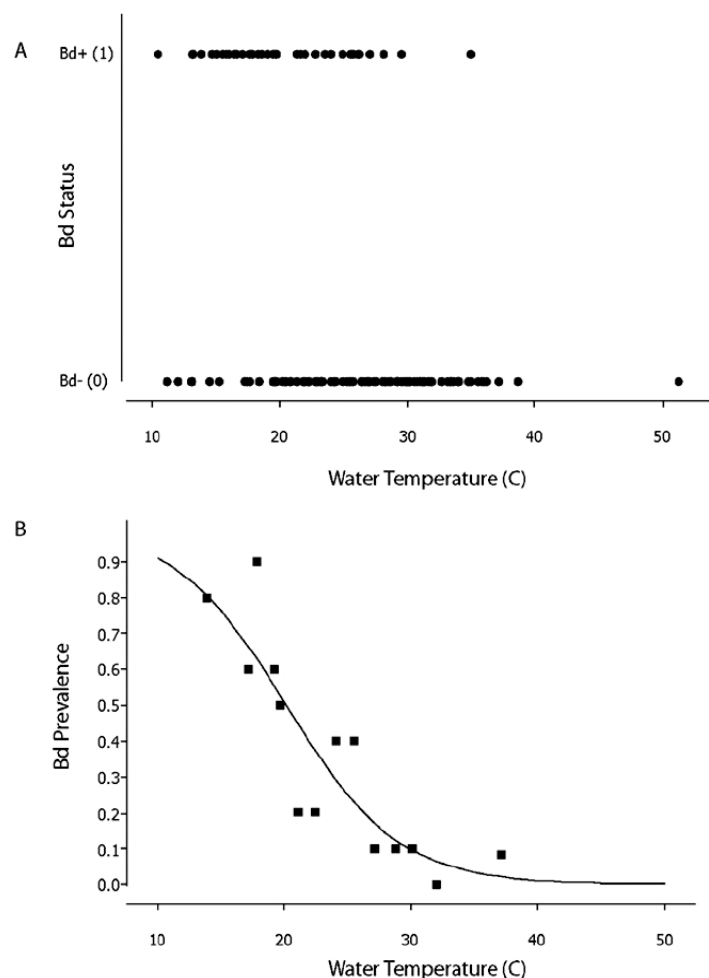 A
Bd+ (1)
Bd Status
Bd- (0)
10 20 30 40 50
Water Temperature (C)
B
0.9
0.8
0.7
0.6
0.5
0.4
0.3
0.2
0.1
0.0
Bd Prevalence
10 20 30 40 50
Water Temperature (C)